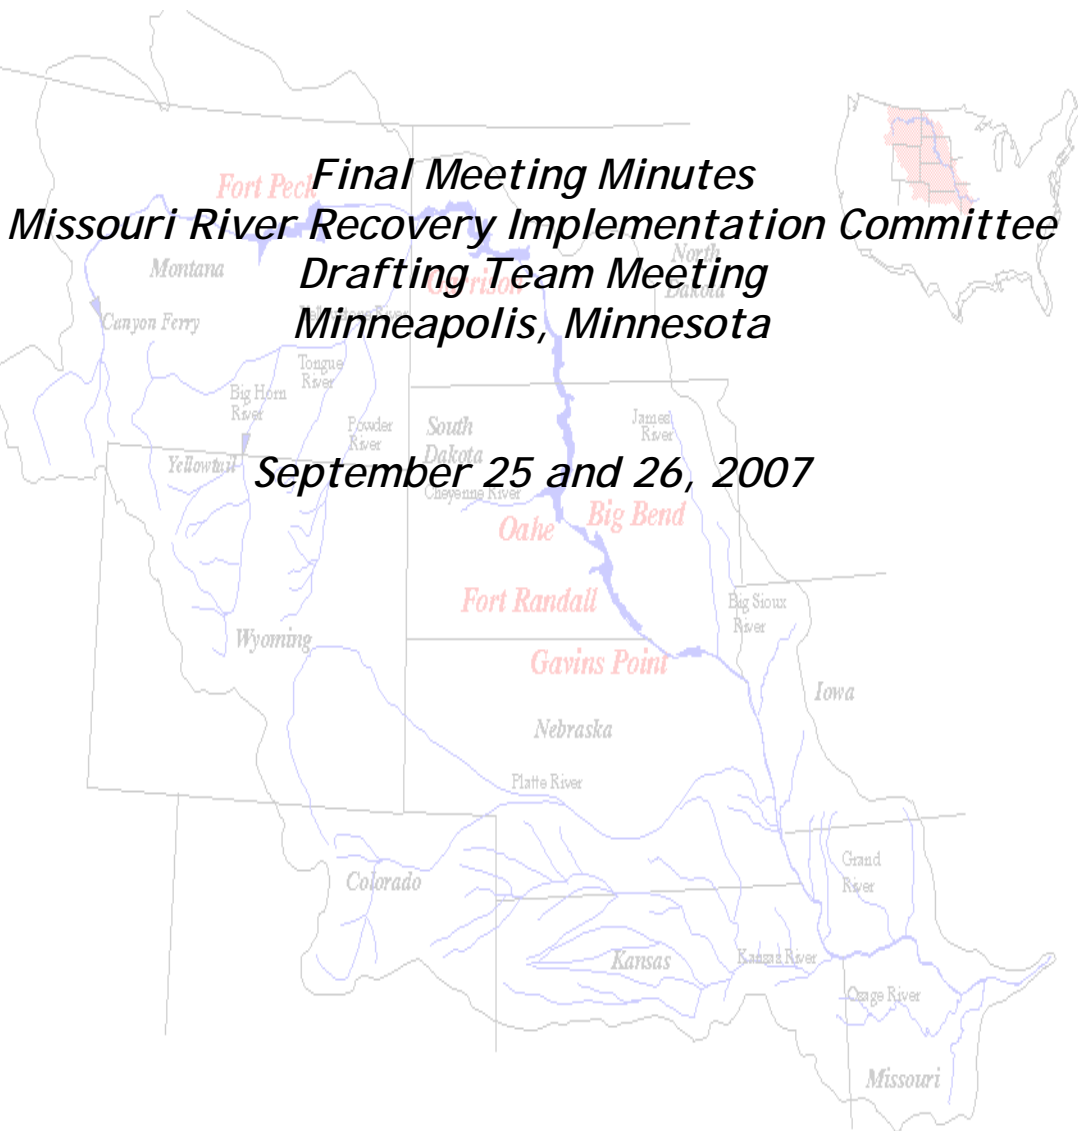 Final Meeting Minutes
Fort Peck
Missouri River Recovery Implementation Committee
North
Dakota
Montana
Drafting Team Meeting
Garrison
Canyon Ferry
Yellowstone River
Minneapolis, Minnesota
Tongue
River
Big Horn
River
Powder
River
South
Dakota
James
River
Yellowtail
September 25 and 26, 2007
Cheyenne River
Oahe
Big Bend
Fort Randall
Big Sioux
River
Wyoming
Gavins Point
Iowa
Nebraska
Platte River
Grand
River
Colorado
Kansas
Kansas River
Osage River
Missouri